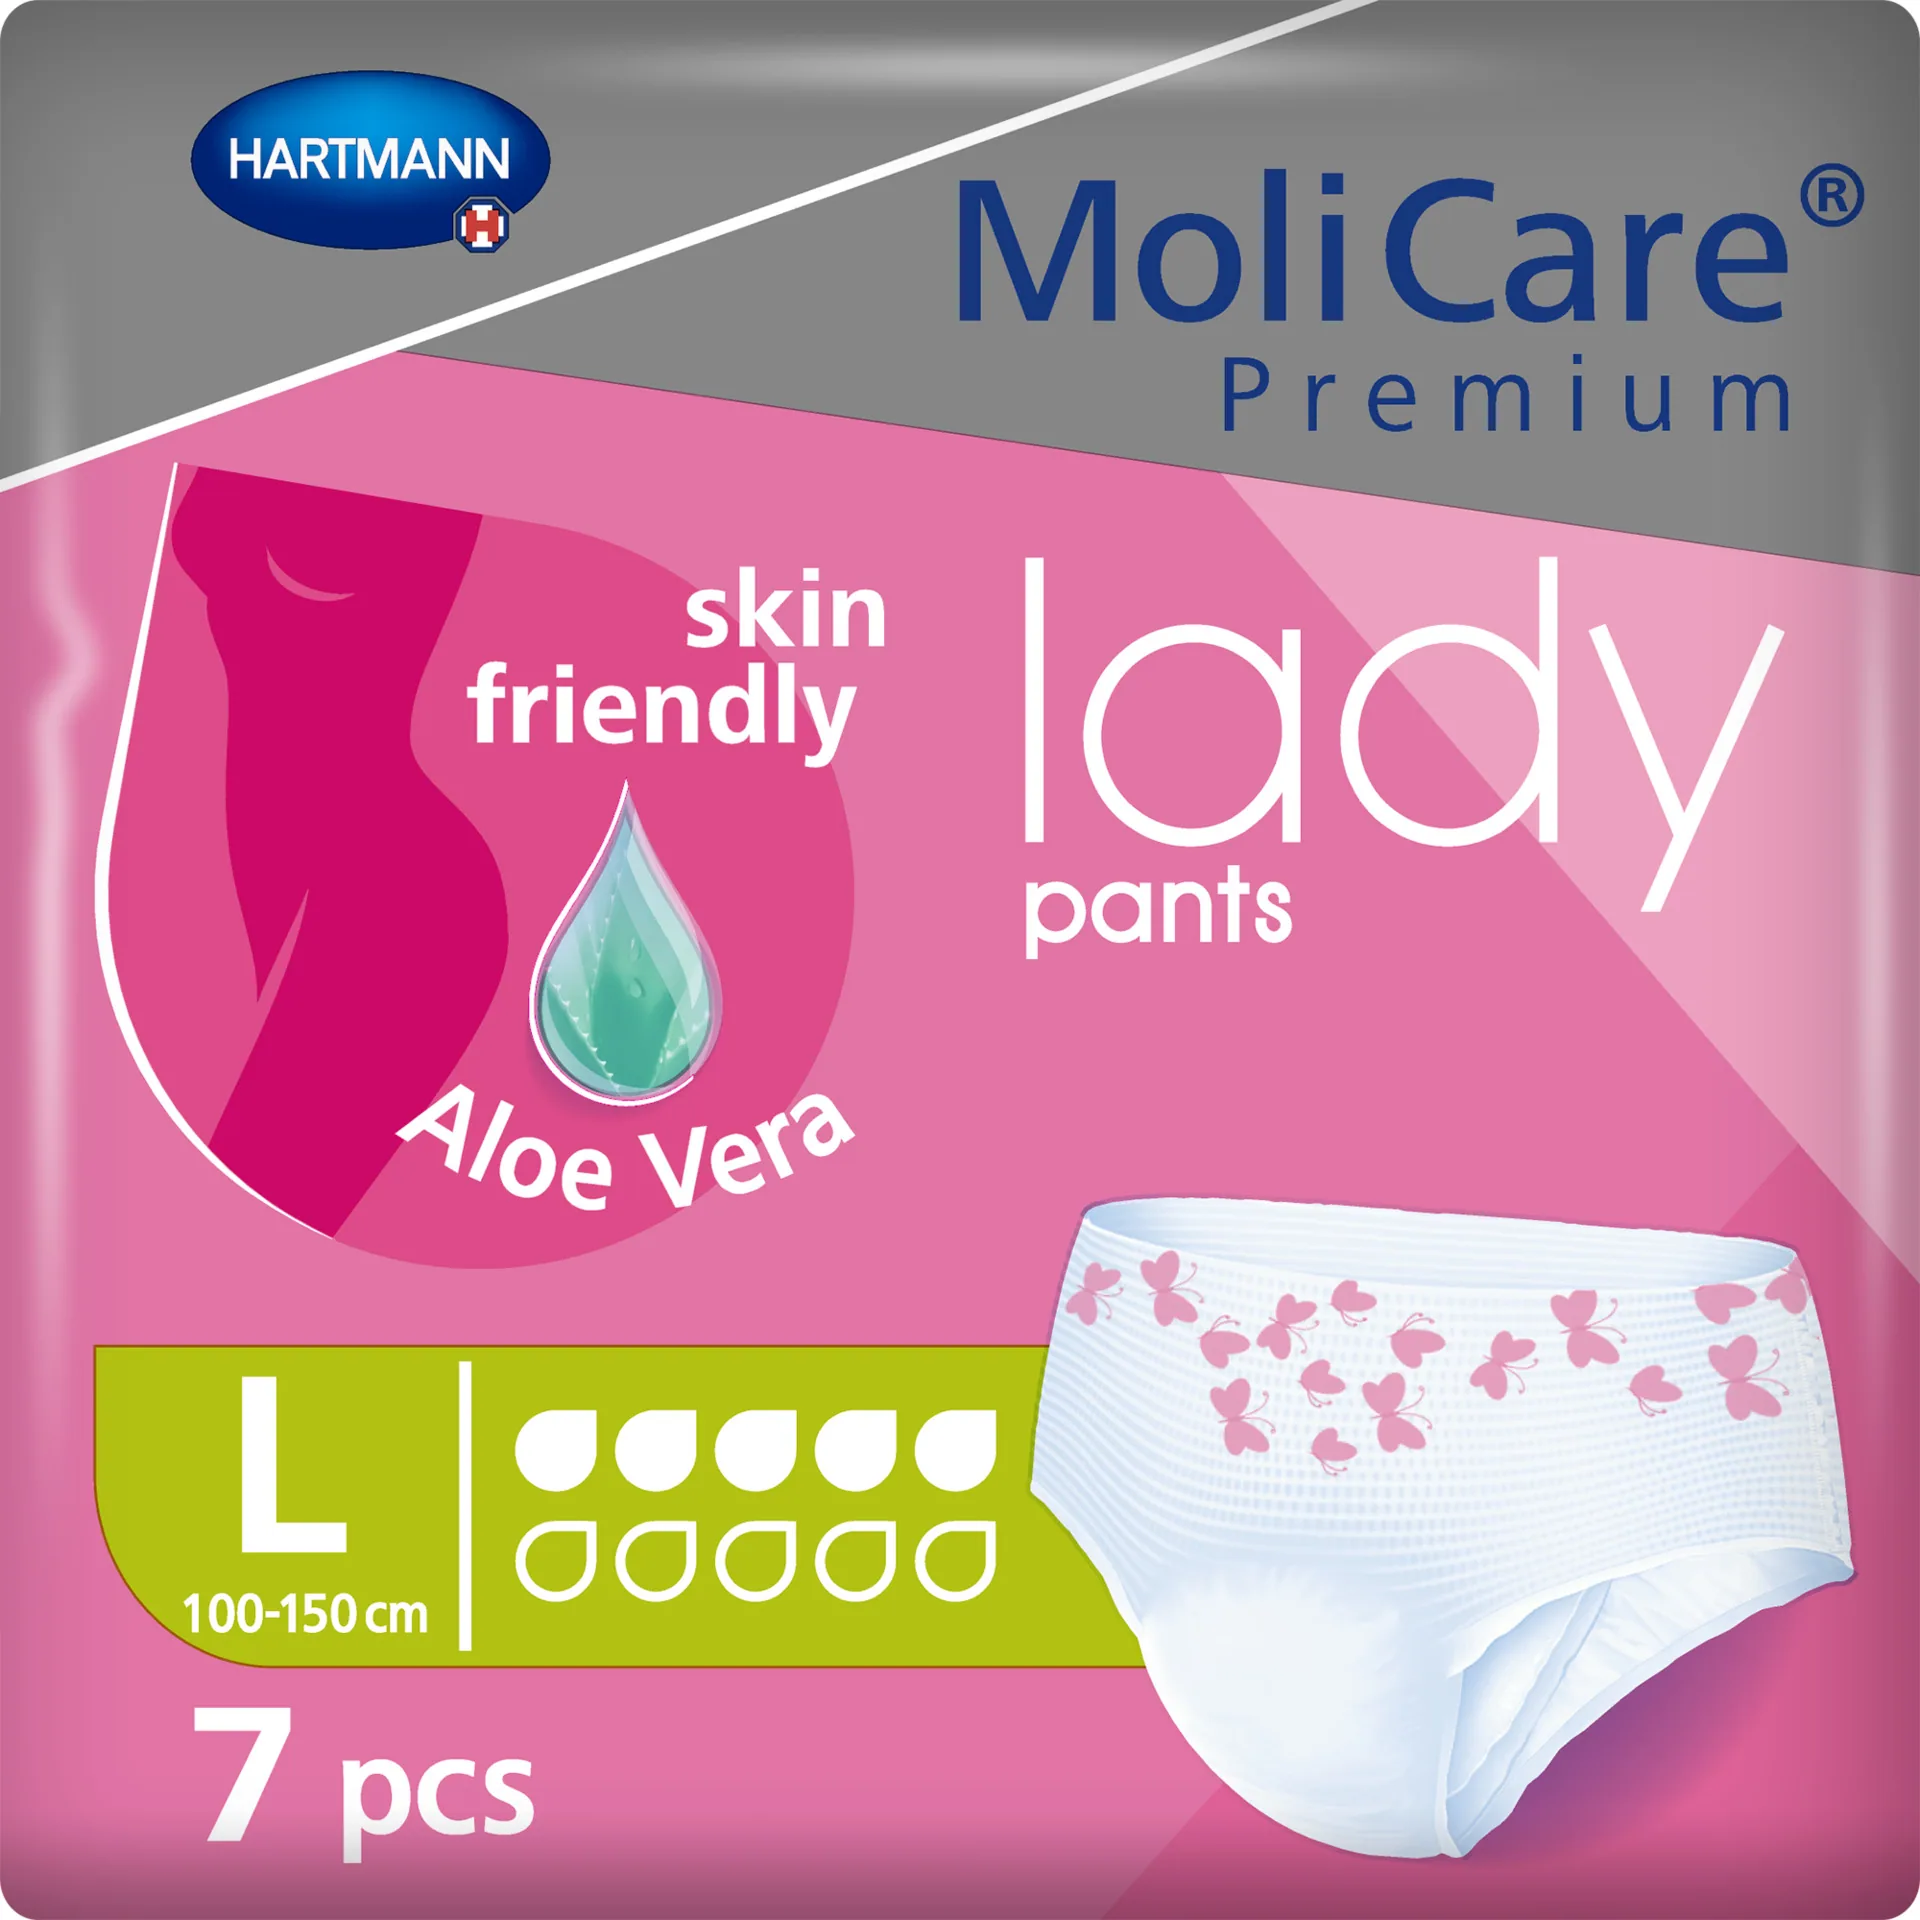 HARTMANN
H
MoliCare®
Premium
skin
friendly
lady
pants
Aloe Vera
L
100-150 cm
7 pcs